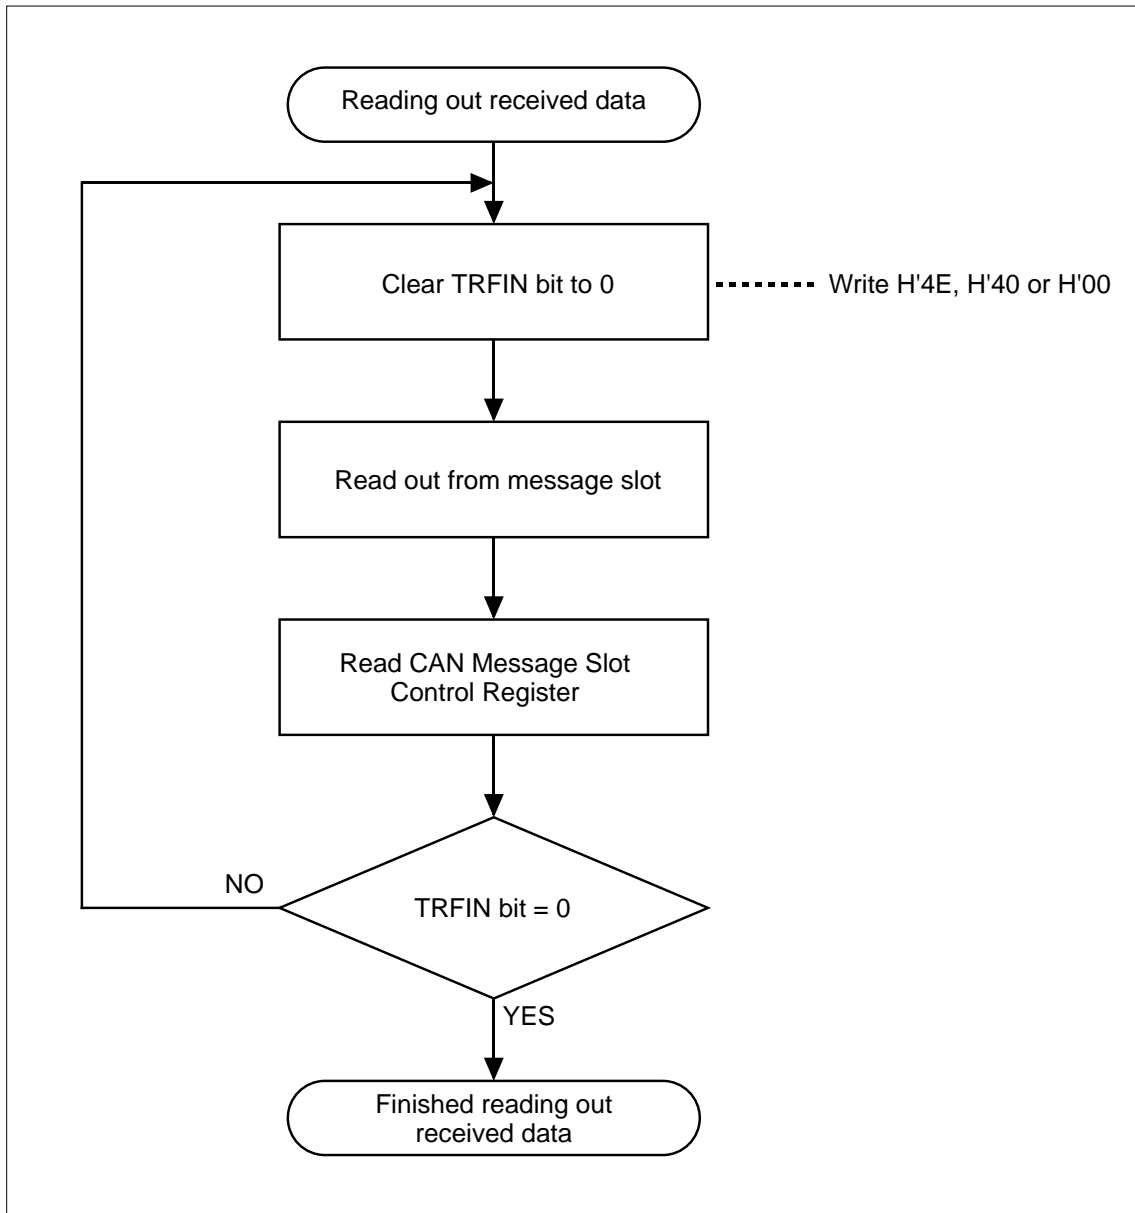 Reading out received data
Clear TRFIN bit to 0
Write H'4E, H'40 or H'00
Read out from message slot
Read CAN Message Slot
Control Register
NO
TRFIN bit = 0
YES
Finished reading out
received data